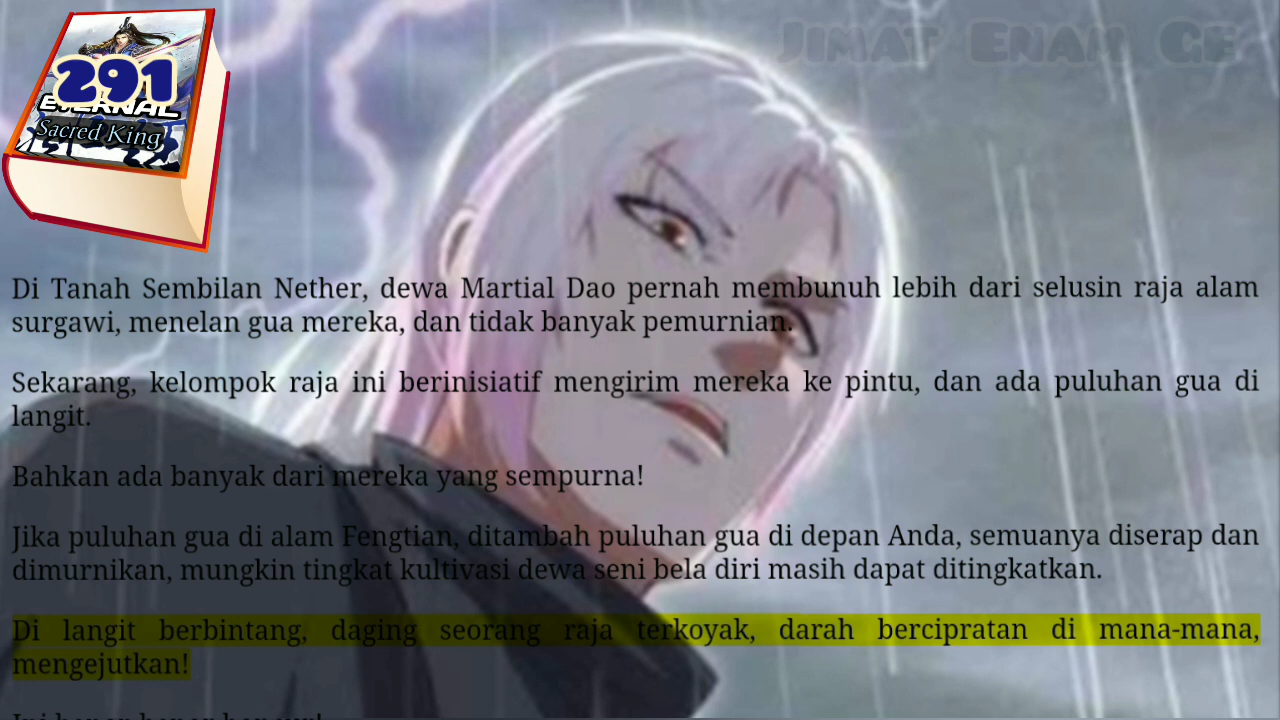 Jimat Enam Ge
291
ETERNAL
Sacred King
Di Tanah Sembilan Nether, dewa Martial Dao pernah membunuh lebih dari selusin raja alam
surgawi, menelan gua mereka, dan tidak banyak pemurnian.
Sekarang, kelompok raja ini berinisiatif mengirim mereka ke pintu, dan ada puluhan gua di
langit.
Bahkan ada banyak dari mereka yang sempurna!
Jika puluhan gua di alam Fengtian, ditambah puluhan gua di depan Anda, semuanya diserap dan
dimurnikan, mungkin tingkat kultivasi dewa seni bela diri masih dapat ditingkatkan.
Di langit berbintang, daging seorang raja terkoyak, darah bercipratan di mana-mana,
mengejutkan!